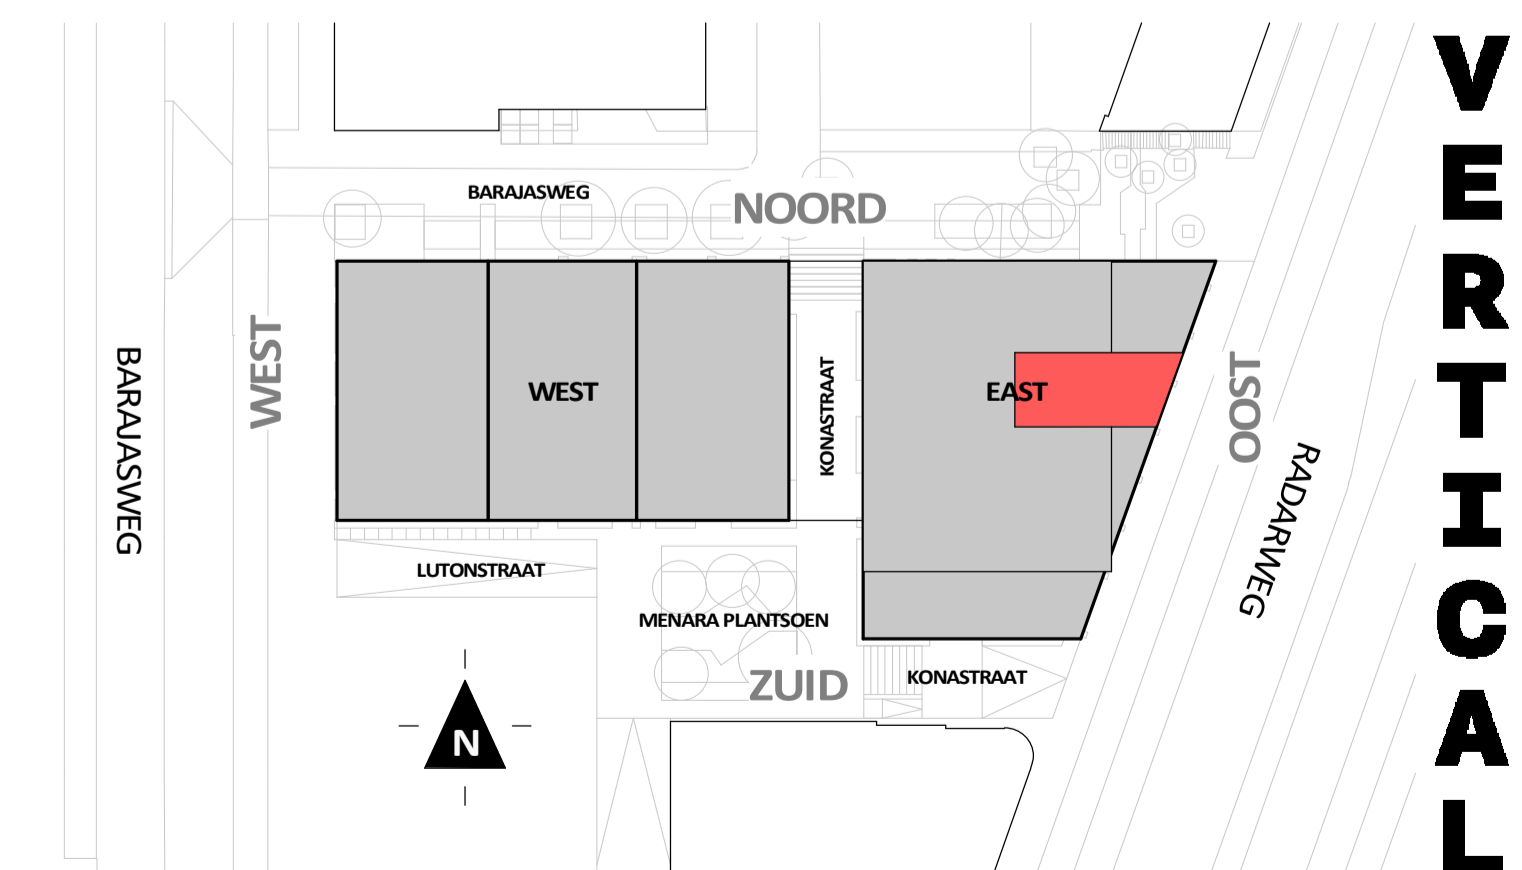 BARAJASWEG
NOORD
WEST
BARAJASWEG
WEST
KONASTRAAT
EAST
OOST
RADARWEG
LUTONSTRAAT
MENARA PLANTSOEN
ZUID
KONASTRAAT
N
VERTICAL